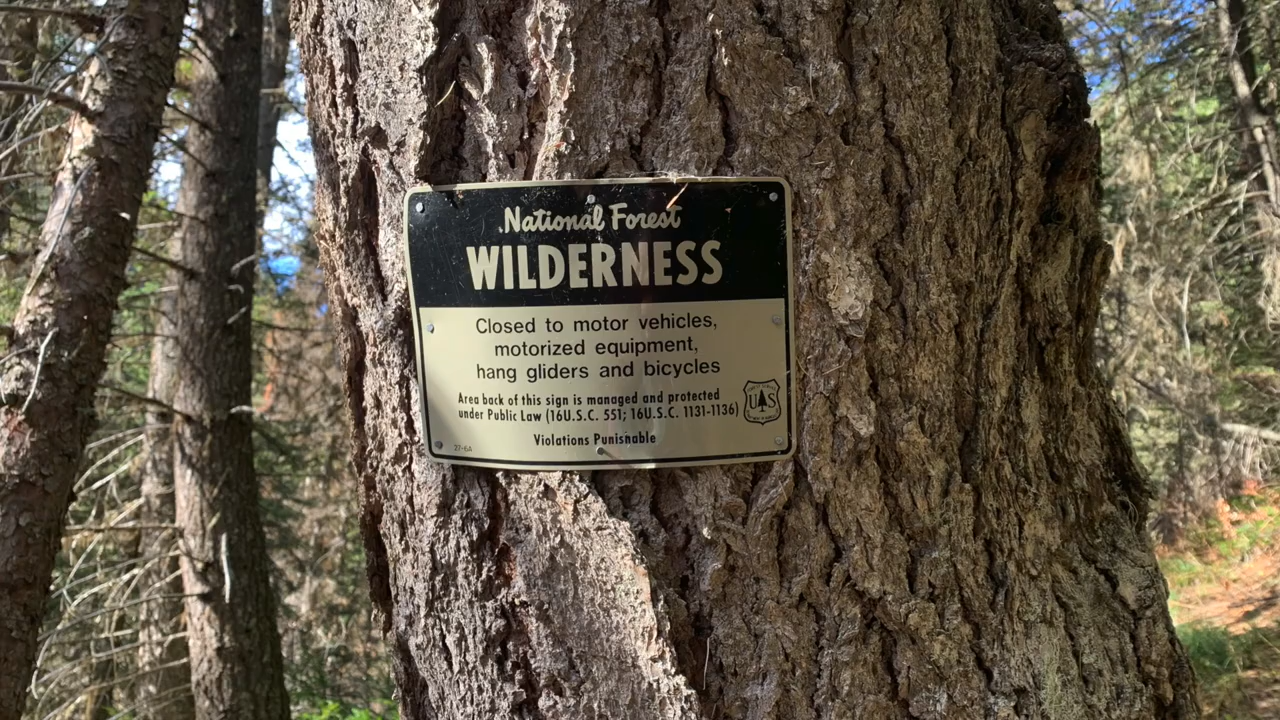 National Forest
WILDERNESS
Closed to motor vehicles,
motorized equipment,
hang gliders and bicycles
Area back of this sign is managed and protected
under Public Law (16U.S.C. 551; 16U.S.C. 1131-1136)
Violations Punishable
27-6A
U S